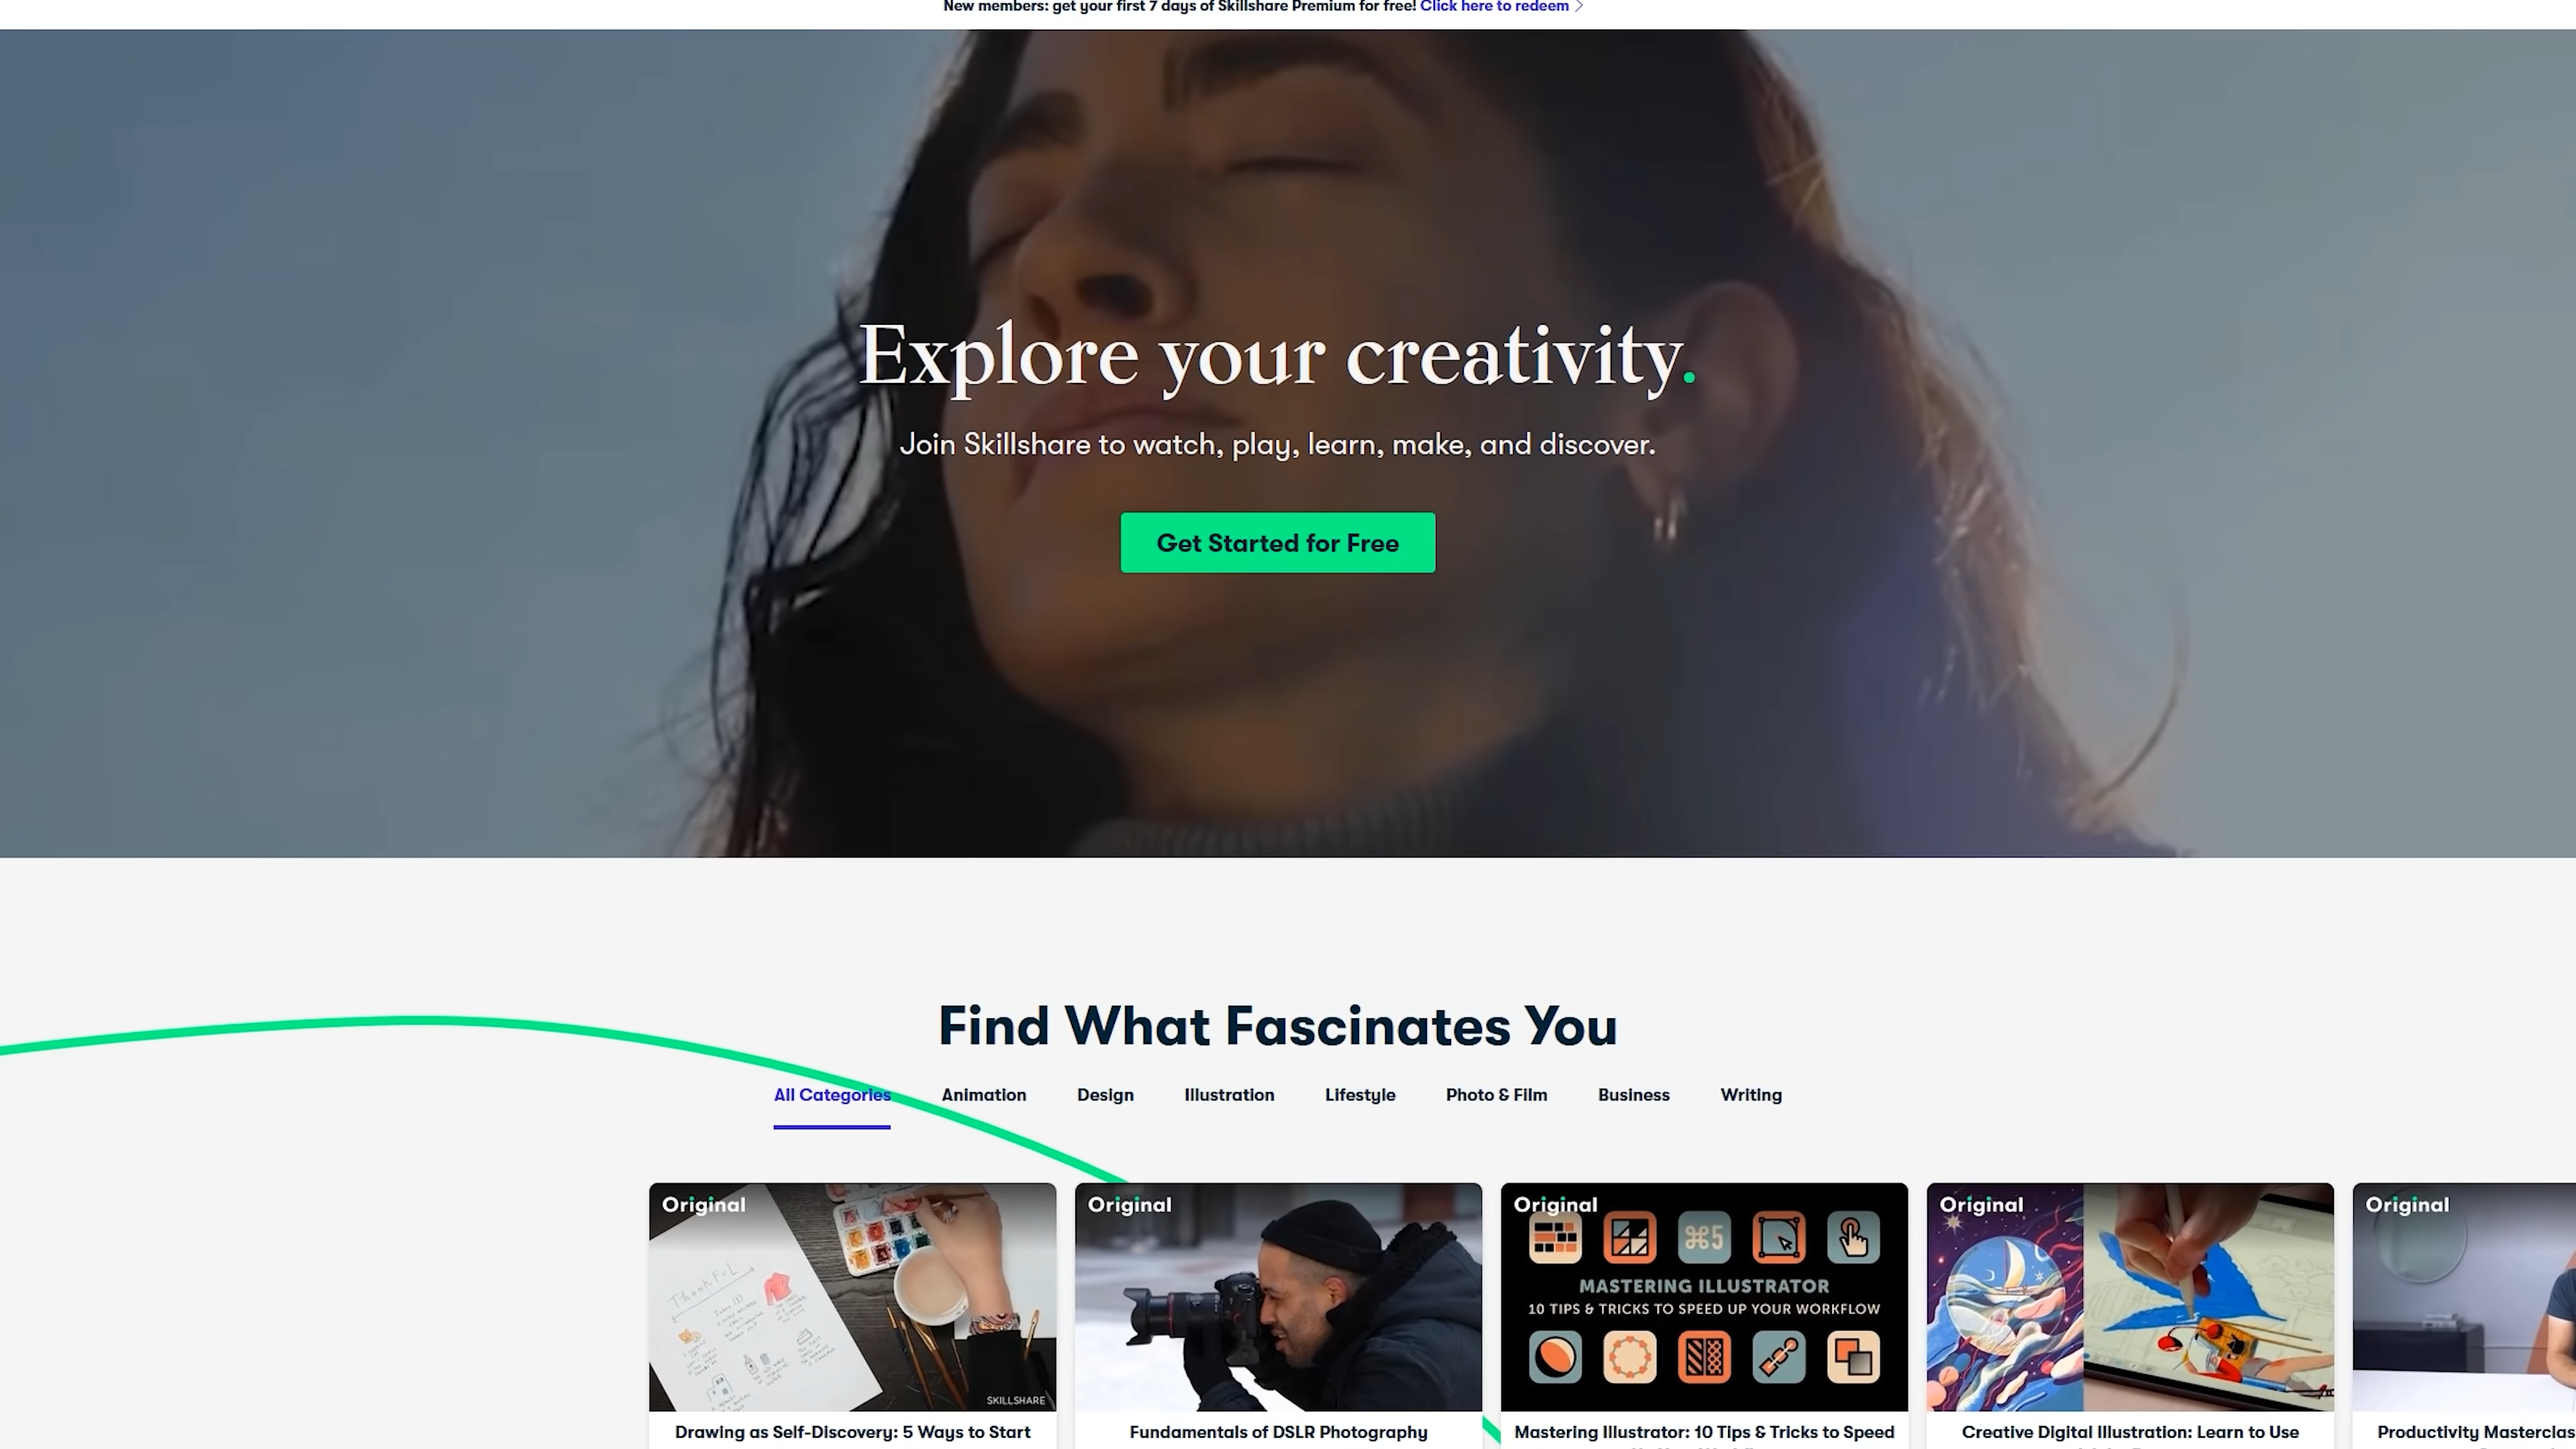 New members: get your first 7 days of Skillshare Premium for free! Click here to redeem
Explore your creativity.
Join Skillshare to watch, play, learn, make, and discover.
Get Started for Free
Find What Fascinates You
All Categories Animation Design Illustration Lifestyle Photo & Film Business Writing
Original Original Original Original Original
THANKFUL
⌘5
MASTERING ILLUSTRATOR
10 TIPS & TRICKS TO SPEED UP YOUR WORKFLOW
SKILLSHARE
Drawing as Self-Discovery: 5 Ways to Start
Fundamentals of DSLR Photography
Mastering Illustrator: 10 Tips & Tricks to Speed
Creative Digital Illustration: Learn to Use
Productivity